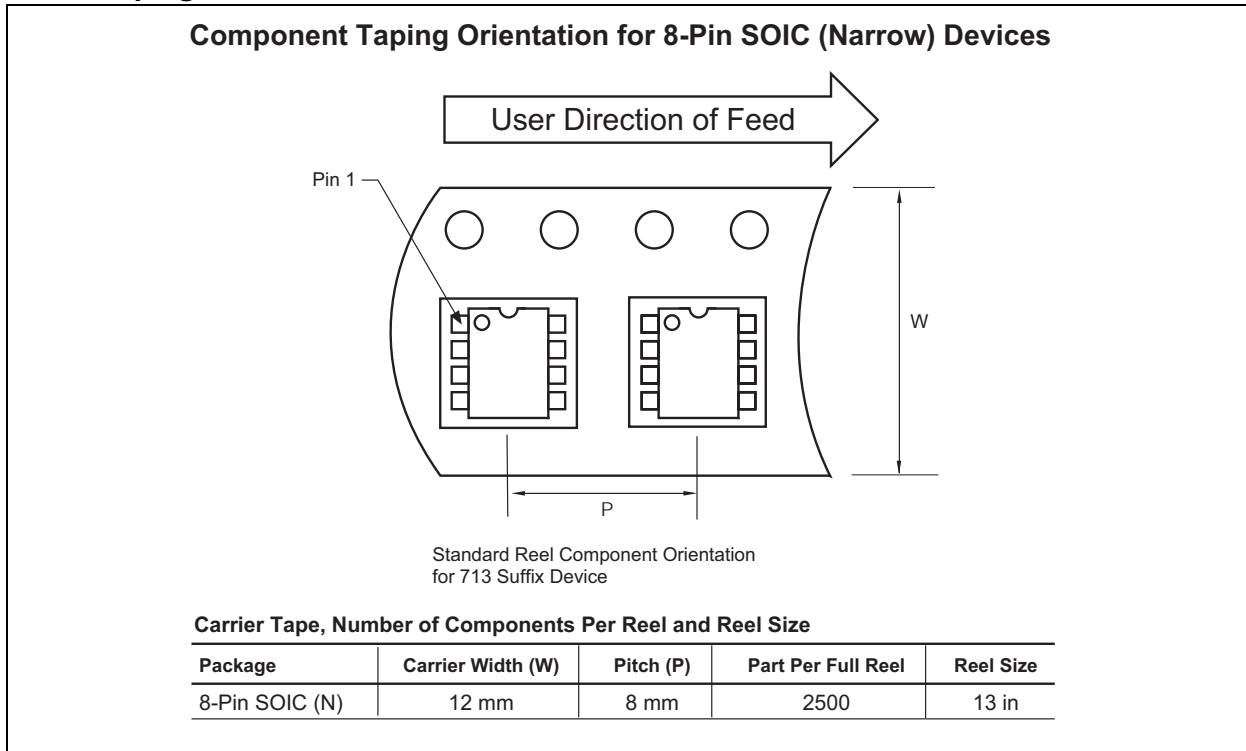 Component Taping Orientation for 8-Pin SOIC (Narrow) Devices
User Direction of Feed
Pin 1
W
P
Standard Reel Component Orientation
for 713 Suffix Device
Carrier Tape, Number of Components Per Reel and Reel Size
Package Carrier Width (W) Pitch (P) Part Per Full Reel Reel Size
8-Pin SOIC (N) 12 mm 8 mm 2500 13 in